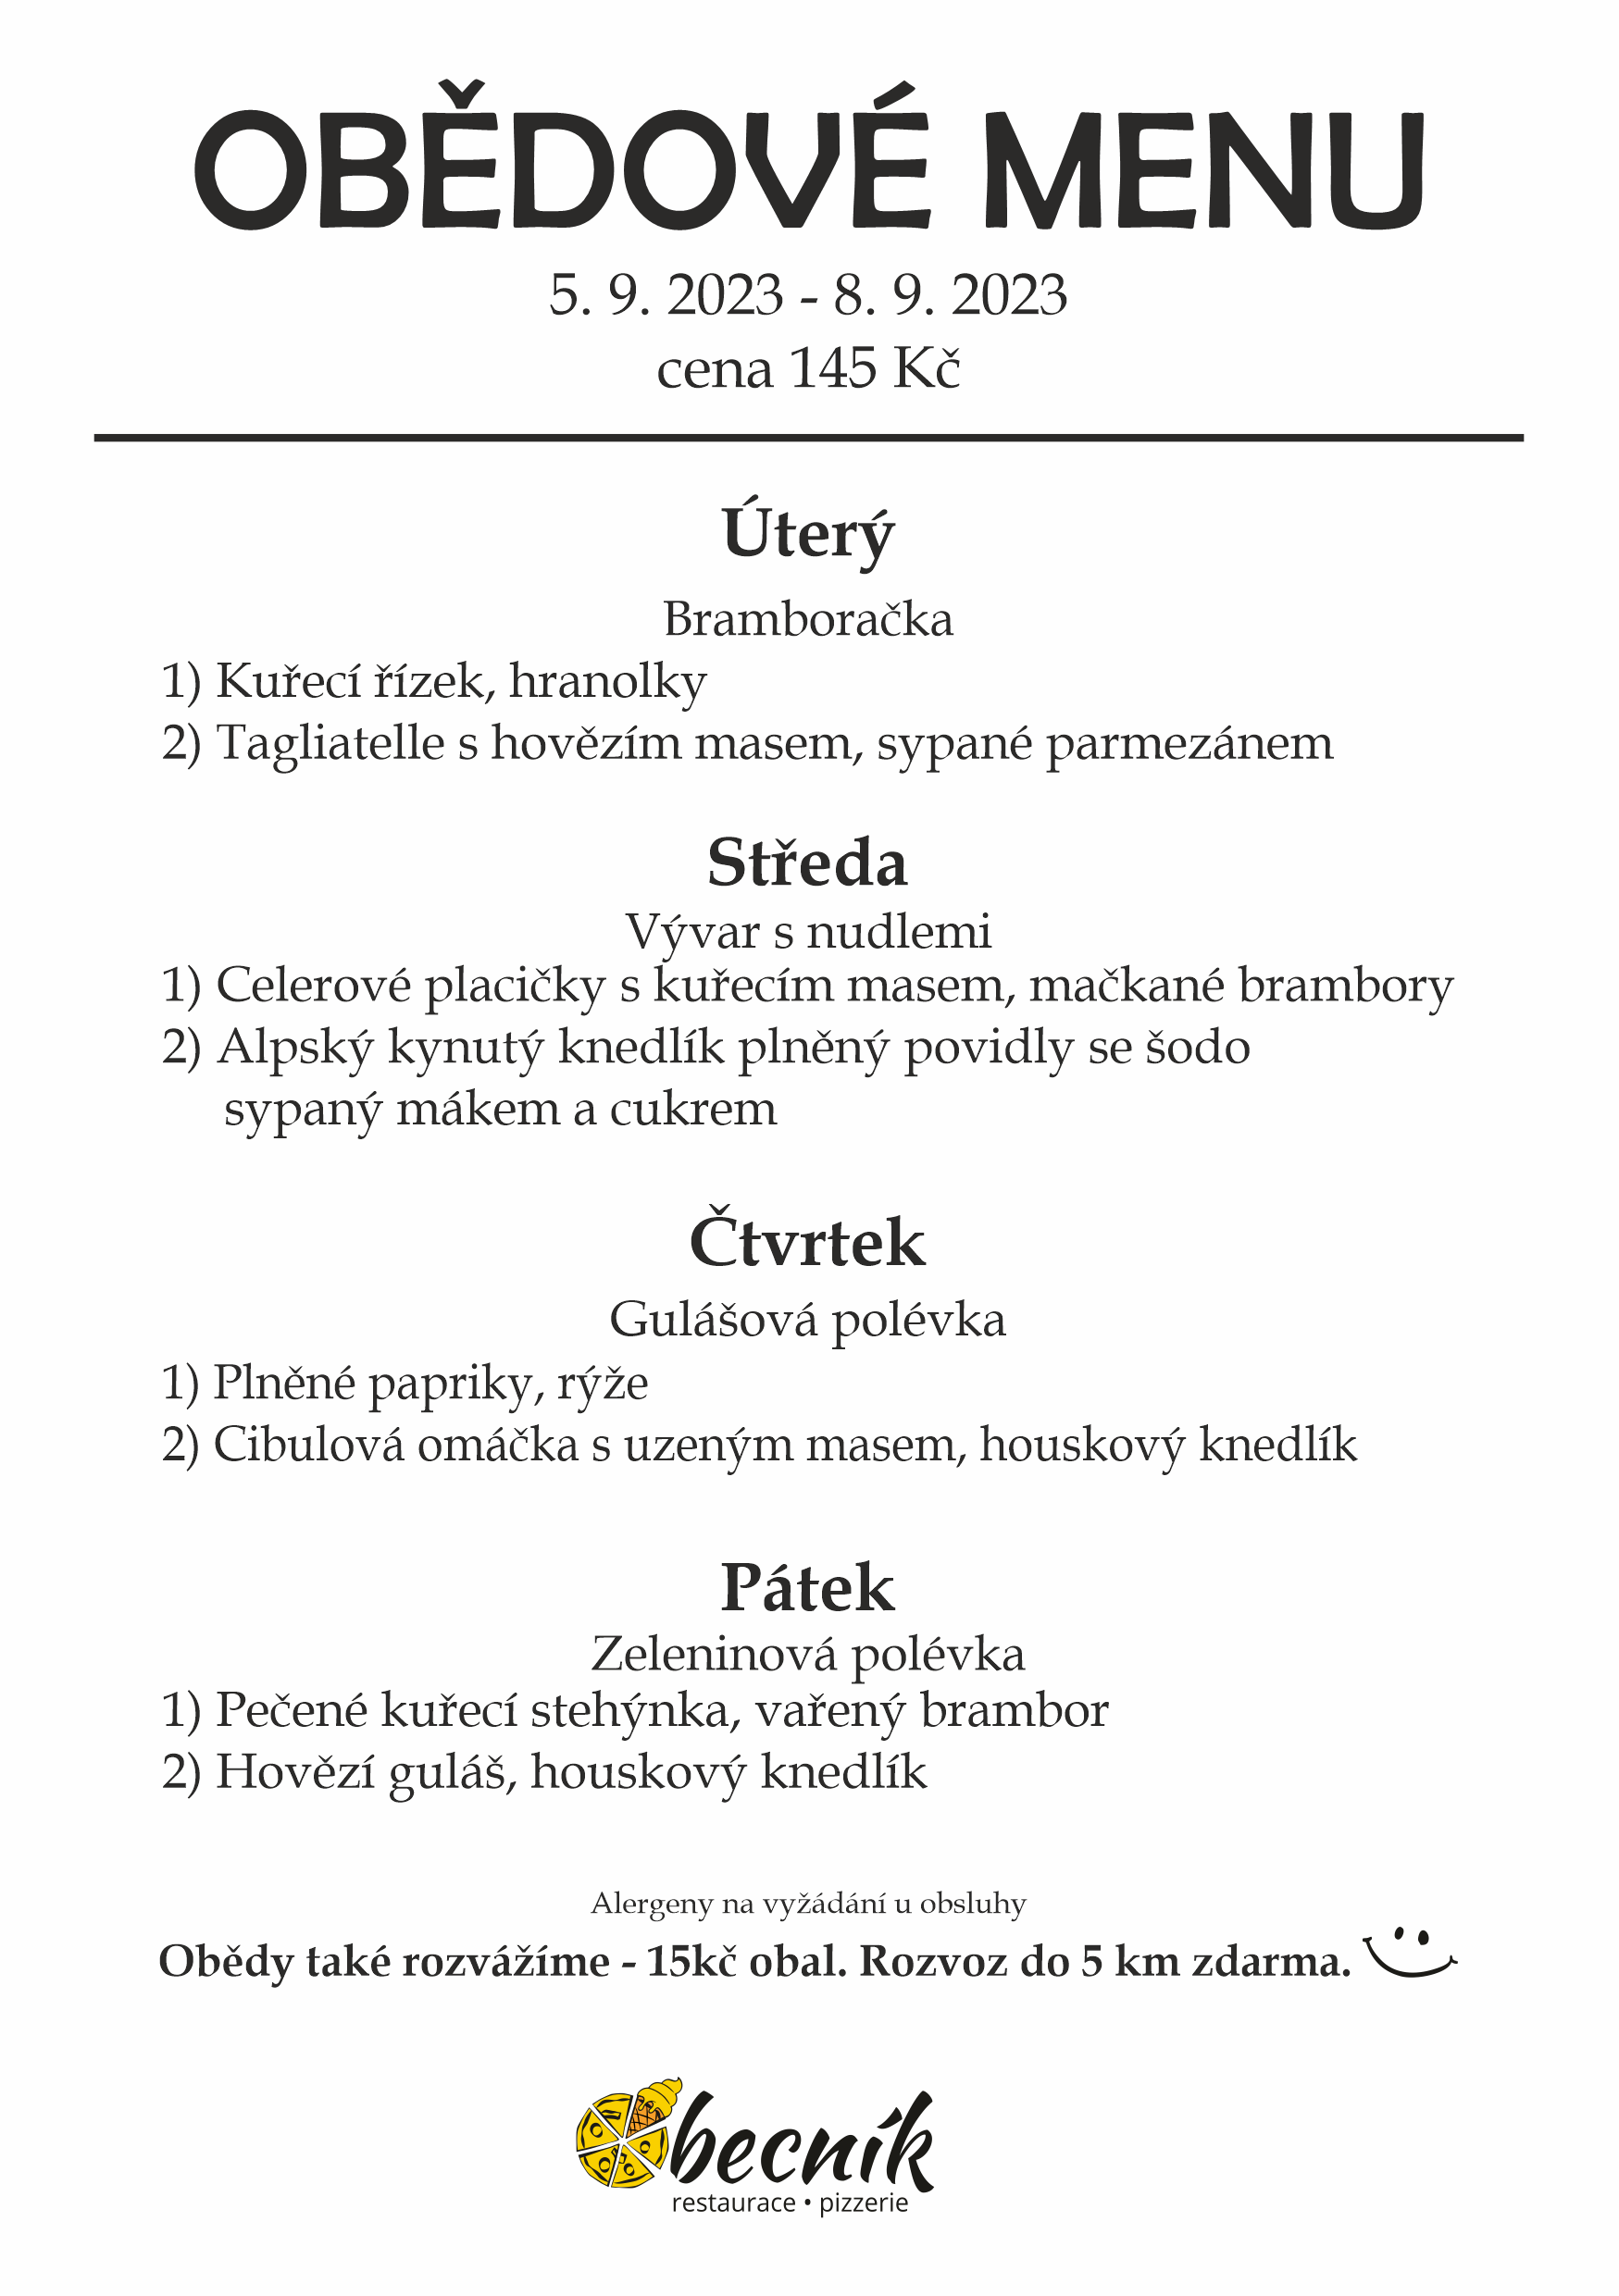 OBĚDOVÉ MENU
5. 9. 2023 - 8. 9. 2023
cena 145 Kč
Úterý
Bramboračka
1) Kuřecí řízek, hranolky
2) Tagliatelle s hovězím masem, sypané parmezánem
Středa
Vývar s nudlemi
1) Celerové placičky s kuřecím masem, mačkané brambory
2) Alpský kynutý knedlík plněný povidly se šodo
sypaný mákem a cukrem
Čtvrtek
Gulášová polévka
1) Plněné papriky, rýže
2) Cibulová omáčka s uzeným masem, houskový knedlík
Pátek
Zeleninová polévka
1) Pečené kuřecí stehýnka, vařený brambor
2) Hovězí guláš, houskový knedlík
Alergeny na vyžádání u obsluhy
Obědy také rozvážíme - 15kč obal. Rozvoz do 5 km zdarma.
Obecník
restaurace • pizzerie